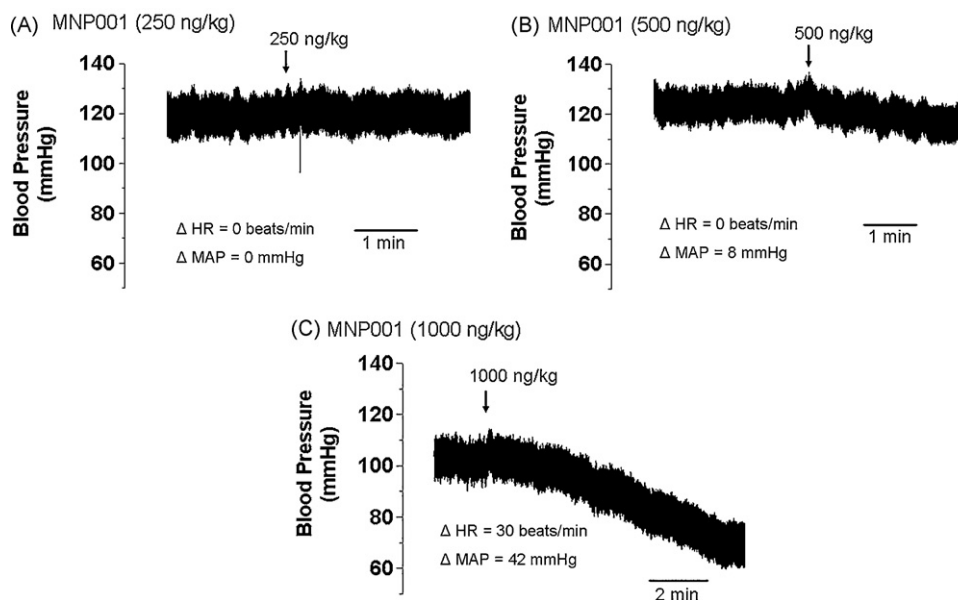 (A) MNP001 (250 ng/kg)
250 ng/kg
140
120
100
80
60
Blood Pressure
(mmHg)
Δ HR = 0 beats/min
Δ MAP = 0 mmHg
1 min
(B) MNP001 (500 ng/kg)
500 ng/kg
140
120
100
80
60
Blood Pressure
(mmHg)
Δ HR = 0 beats/min
Δ MAP = 8 mmHg
1 min
(C) MNP001 (1000 ng/kg)
1000 ng/kg
140
120
100
80
60
Blood Pressure
(mmHg)
Δ HR = 30 beats/min
Δ MAP = 42 mmHg
2 min